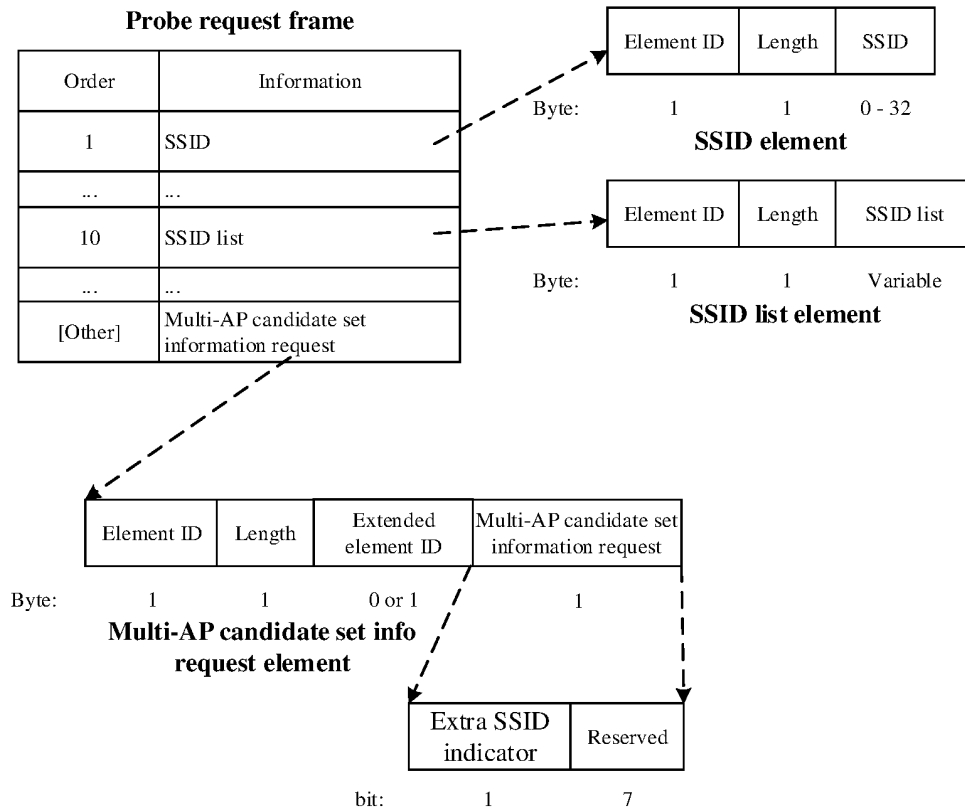 Probe request frame
Order Information
1 SSID
... ...
10 SSID list
... ...
[Other] Multi-AP candidate set
information request
Element ID Length SSID
Byte: 1 1 0 - 32
SSID element
Element ID Length SSID list
Byte: 1 1 Variable
SSID list element
Element ID Length Extended
element ID Multi-AP candidate set
information request
Byte: 1 1 0 or 1 1
Multi-AP candidate set info
request element
Extra SSID
indicator Reserved
bit: 1 7